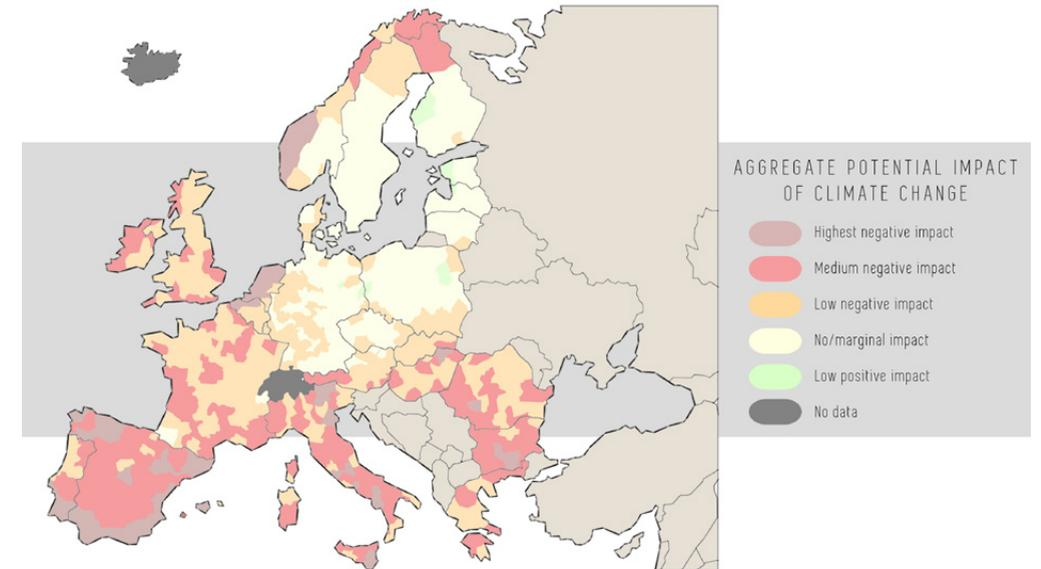 AGGREGATE POTENTIAL IMPACT
OF CLIMATE CHANGE
Highest negative impact
Medium negative impact
Low negative impact
No/marginal impact
Low positive impact
No data